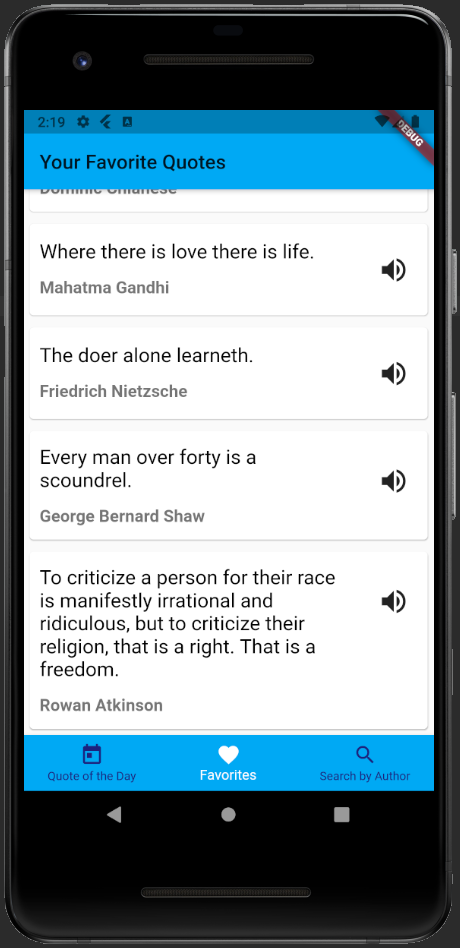 2:19
DEBUG
Your Favorite Quotes
Dominic Chianese
Where there is love there is life.
Mahatma Gandhi
The doer alone learneth.
Friedrich Nietzsche
Every man over forty is a
scoundrel.
George Bernard Shaw
To criticize a person for their race
is manifestly irrational and
ridiculous, but to criticize their
religion, that is a right. That is a
freedom.
Rowan Atkinson
Quote of the Day
Favorites
Search by Author